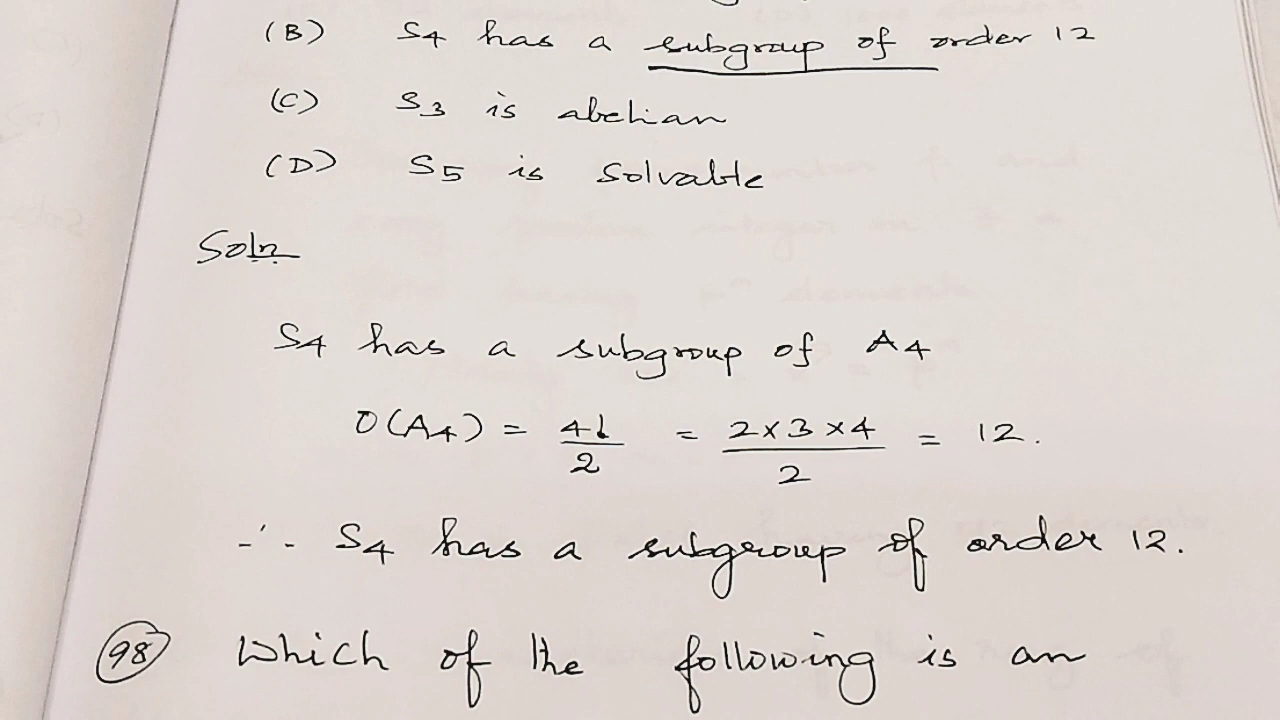 (B) S4 has a subgroup of order 12
(C) S3 is abelian
(D) S5 is solvable
Soln
S4 has a subgroup of A4
O(A4) = 4!/2 = 2×3×4/2 = 12.
∴ S4 has a subgroup of order 12.
98 Which of the following is an